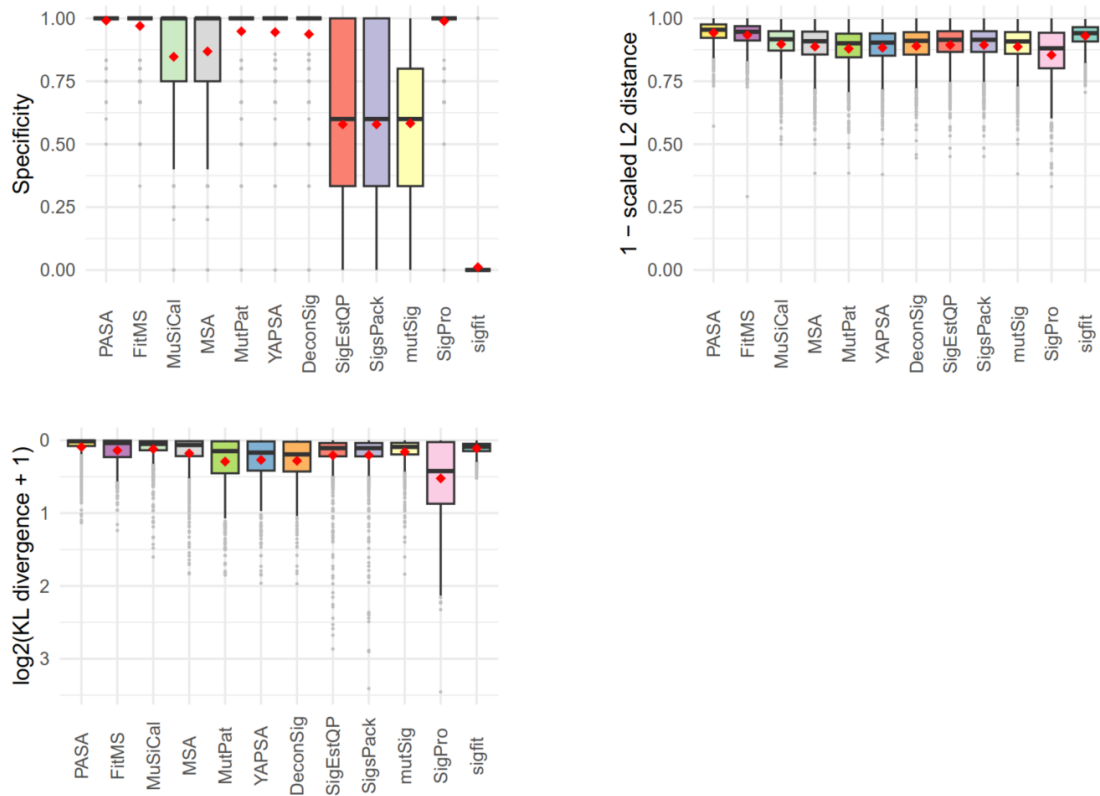 Specificity
1.00
0.75
0.50
0.25
0.00
PASA
FitMS
MuSiCal
MSA
MutPat
YAPSA
DeconSig
SigEstQP
SigsPack
mutSig
SigPro
sigfit
1 − scaled L2 distance
1.00
0.75
0.50
0.25
0.00
PASA
FitMS
MuSiCal
MSA
MutPat
YAPSA
DeconSig
SigEstQP
SigsPack
mutSig
SigPro
sigfit
log2(KL divergence + 1)
0
1
2
3
PASA
FitMS
MuSiCal
MSA
MutPat
YAPSA
DeconSig
SigEstQP
SigsPack
mutSig
SigPro
sigfit